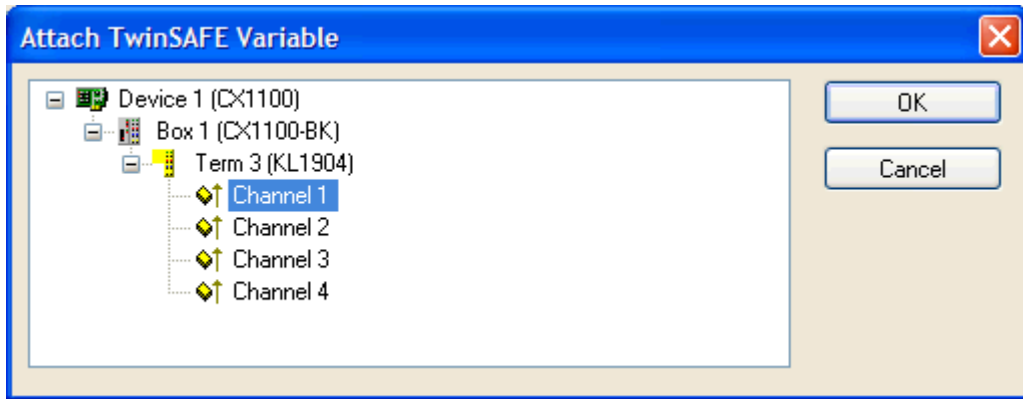 Attach TwinSAFE Variable
Device 1 (CX1100)
Box 1 (CX1100-BK)
Term 3 (KL1904)
Channel 1
Channel 2
Channel 3
Channel 4
OK
Cancel